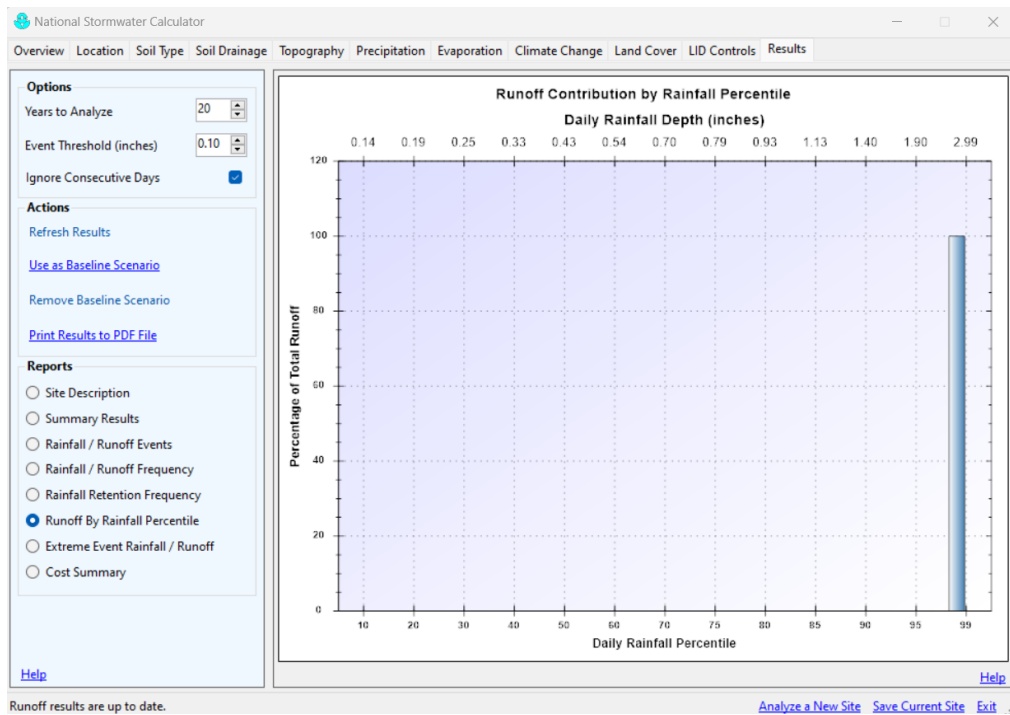 National Stormwater Calculator
Overview Location Soil Type Soil Drainage Topography Precipitation Evaporation Climate Change Land Cover LID Controls Results
Options
Years to Analyze 20
Event Threshold (inches) 0.10
Ignore Consecutive Days
Actions
Refresh Results
Use as Baseline Scenario
Remove Baseline Scenario
Print Results to PDF File
Reports
Site Description
Summary Results
Rainfall / Runoff Events
Rainfall / Runoff Frequency
Rainfall Retention Frequency
Runoff By Rainfall Percentile
Extreme Event Rainfall / Runoff
Cost Summary
Help
Runoff Contribution by Rainfall Percentile
Daily Rainfall Depth (inches)
0.14 0.19 0.25 0.33 0.43 0.54 0.70 0.79 0.93 1.13 1.40 1.90 2.99
120
100
80
60
40
20
0
Percentage of Total Runoff
10 20 30 40 50 60 70 75 80 85 90 95 99
Daily Rainfall Percentile
Help
Runoff results are up to date.
Analyze a New Site Save Current Site Exit